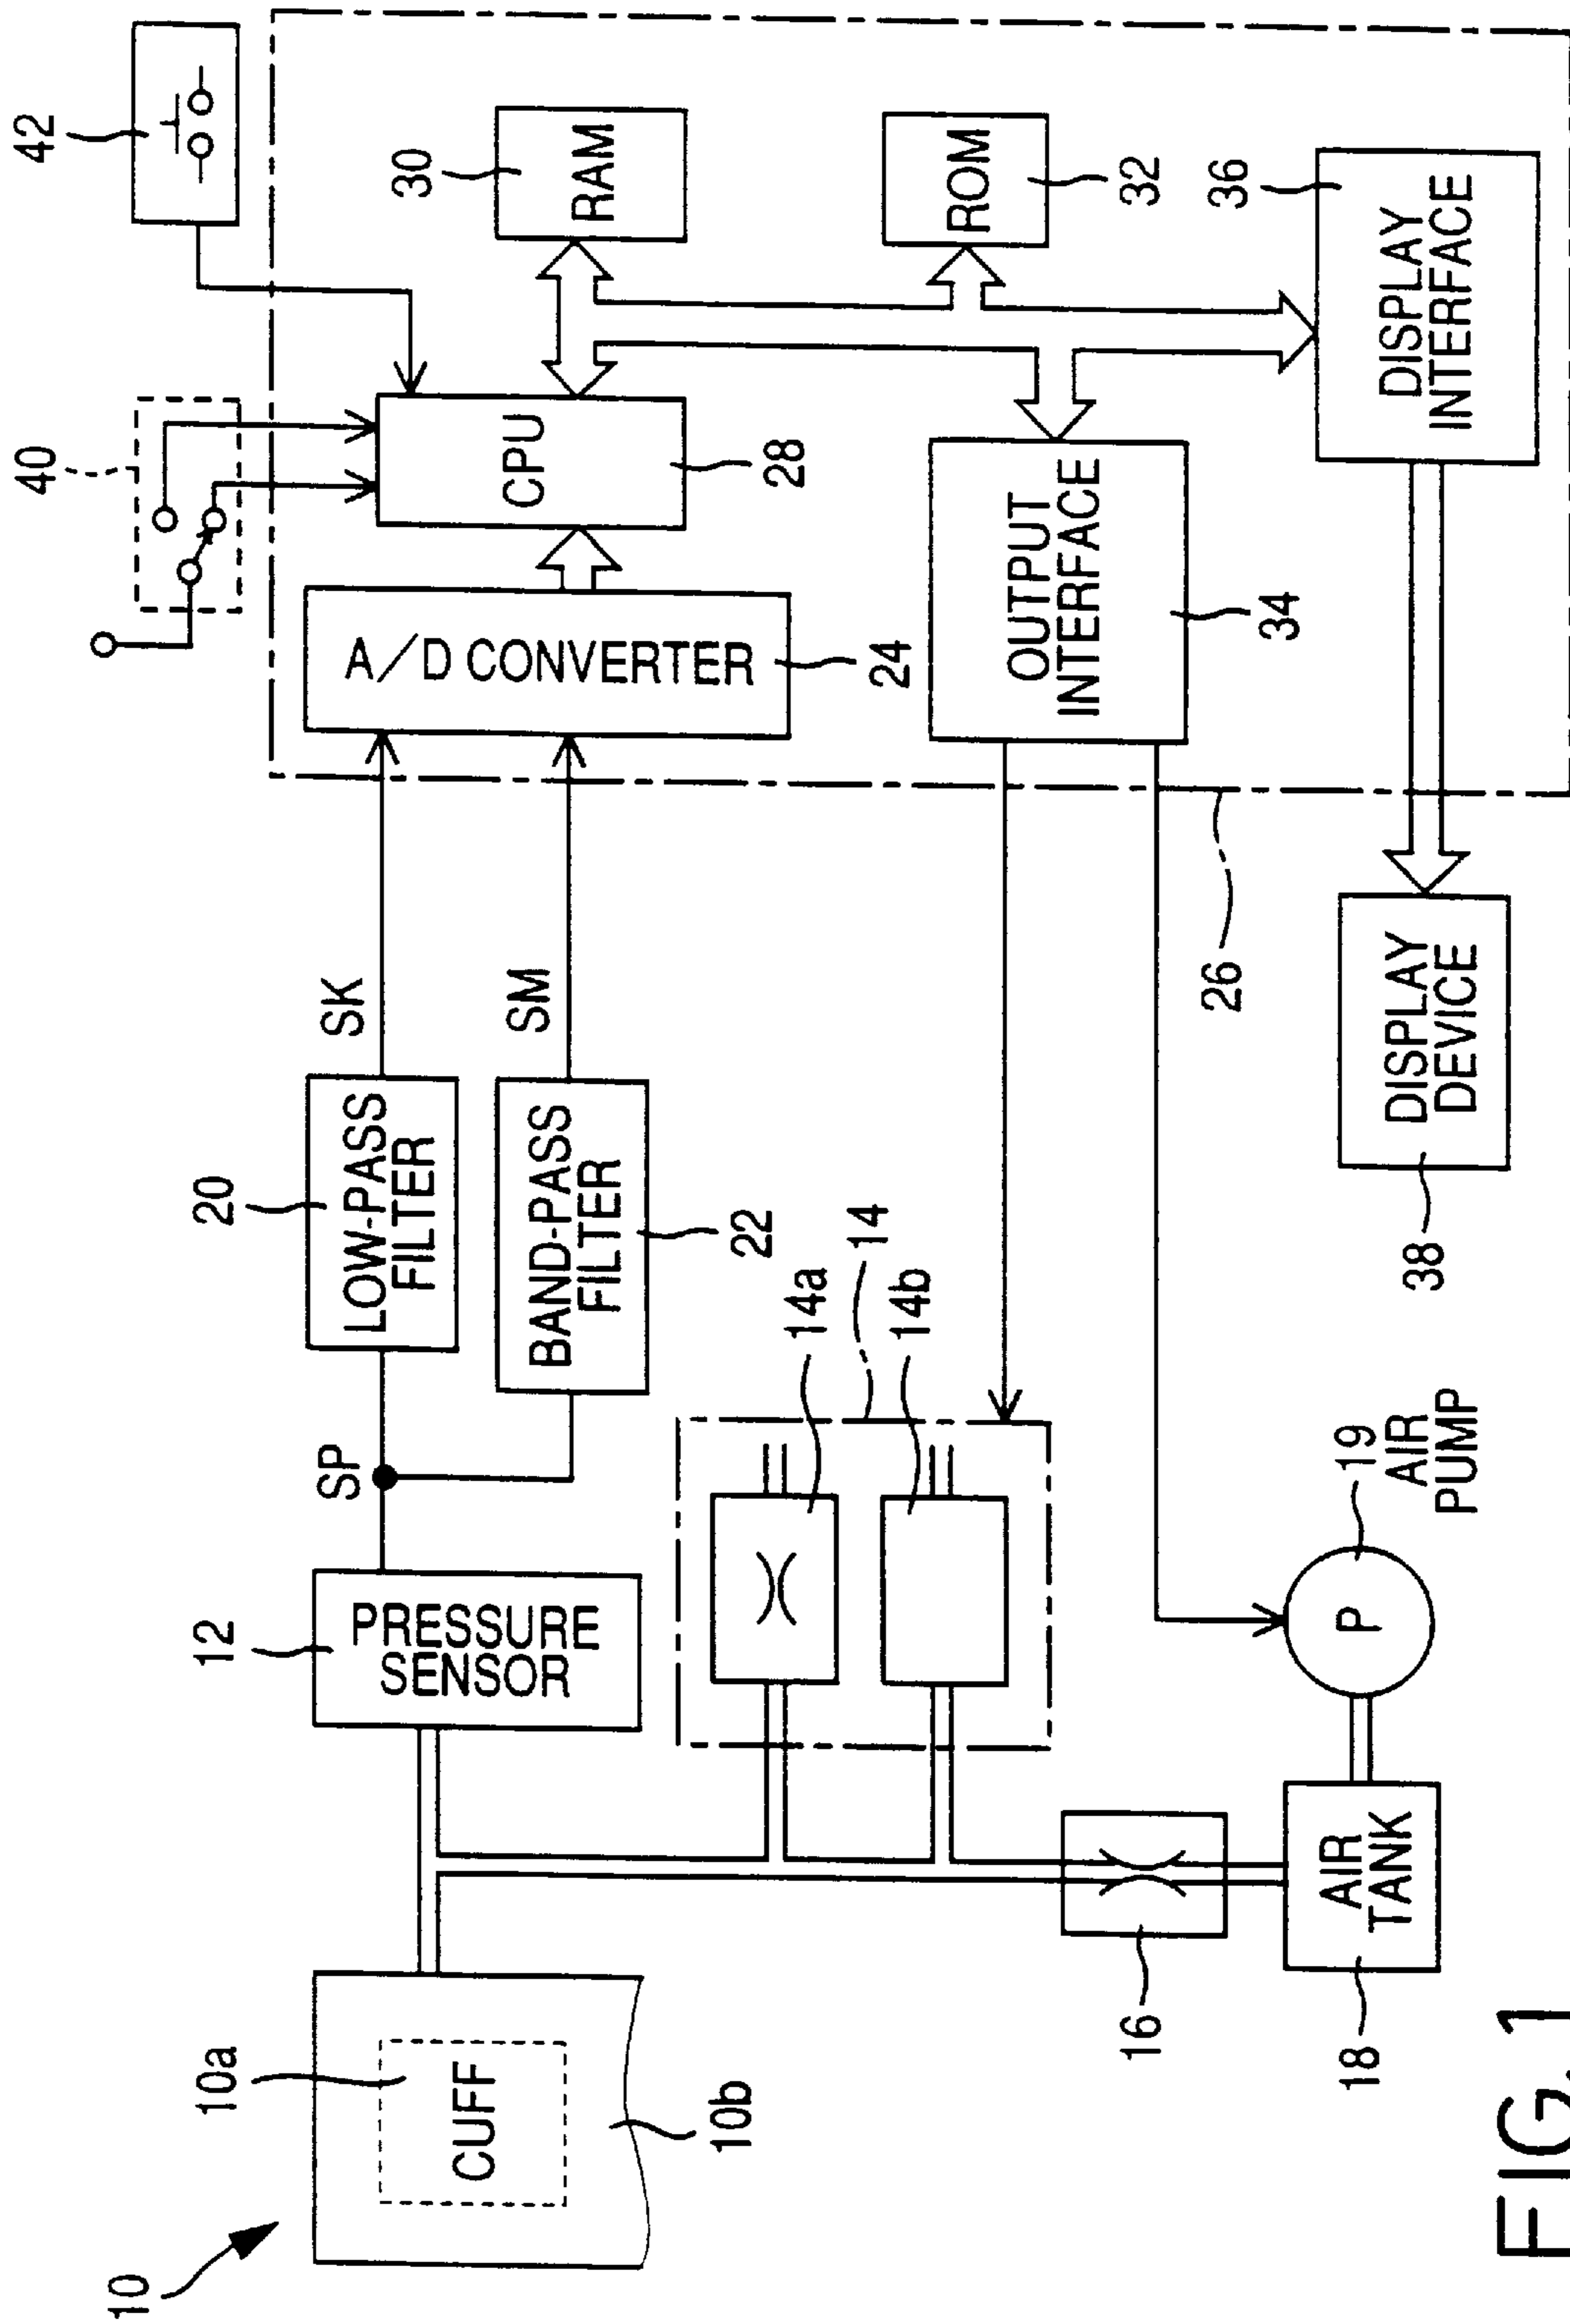 10
10a
CUFF
10b
12
PRESSURE
SENSOR
SP
20
LOW-PASS
FILTER
SK
BAND-PASS
FILTER
22
SM
A/D CONVERTER
24
40
42
CPU
28
30
RAM
ROM
32
14
14a
14b
16
AIR
TANK
18
P
19
AIR
PUMP
OUTPUT
INTERFACE
34
26
36
DISPLAY
INTERFACE
DISPLAY
DEVICE
38
FIG. 1